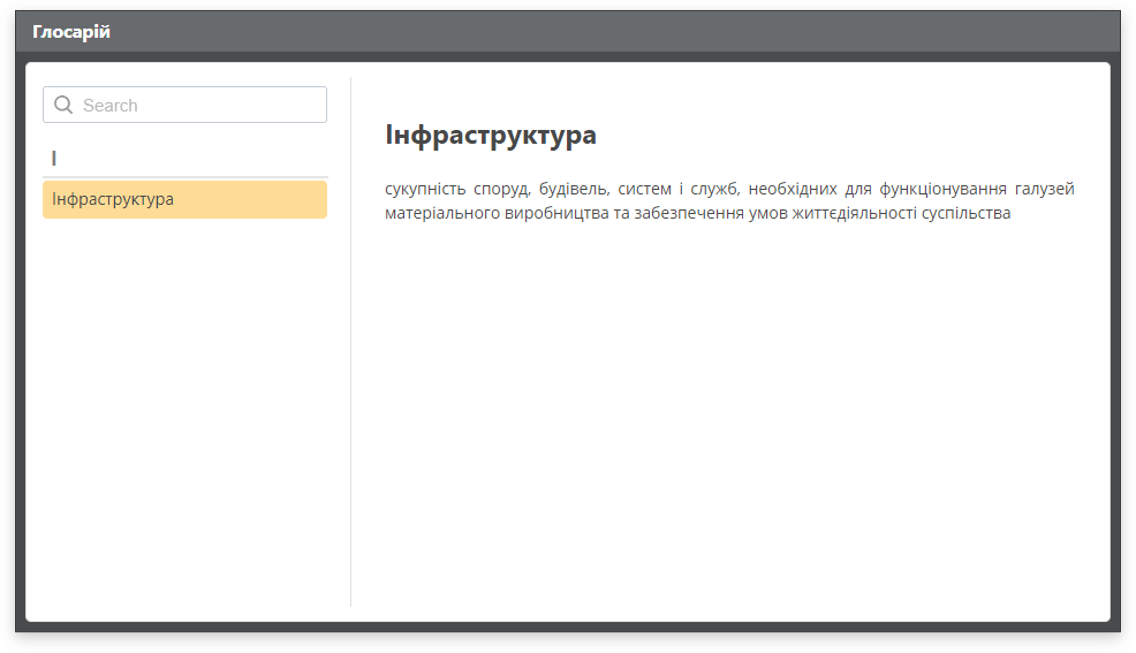 Глосарій
Search
І
Інфраструктура
Інфраструктура
сукупність споруд, будівель, систем і служб, необхідних для функціонування галузей
матеріального виробництва та забезпечення умов життєдіяльності суспільства